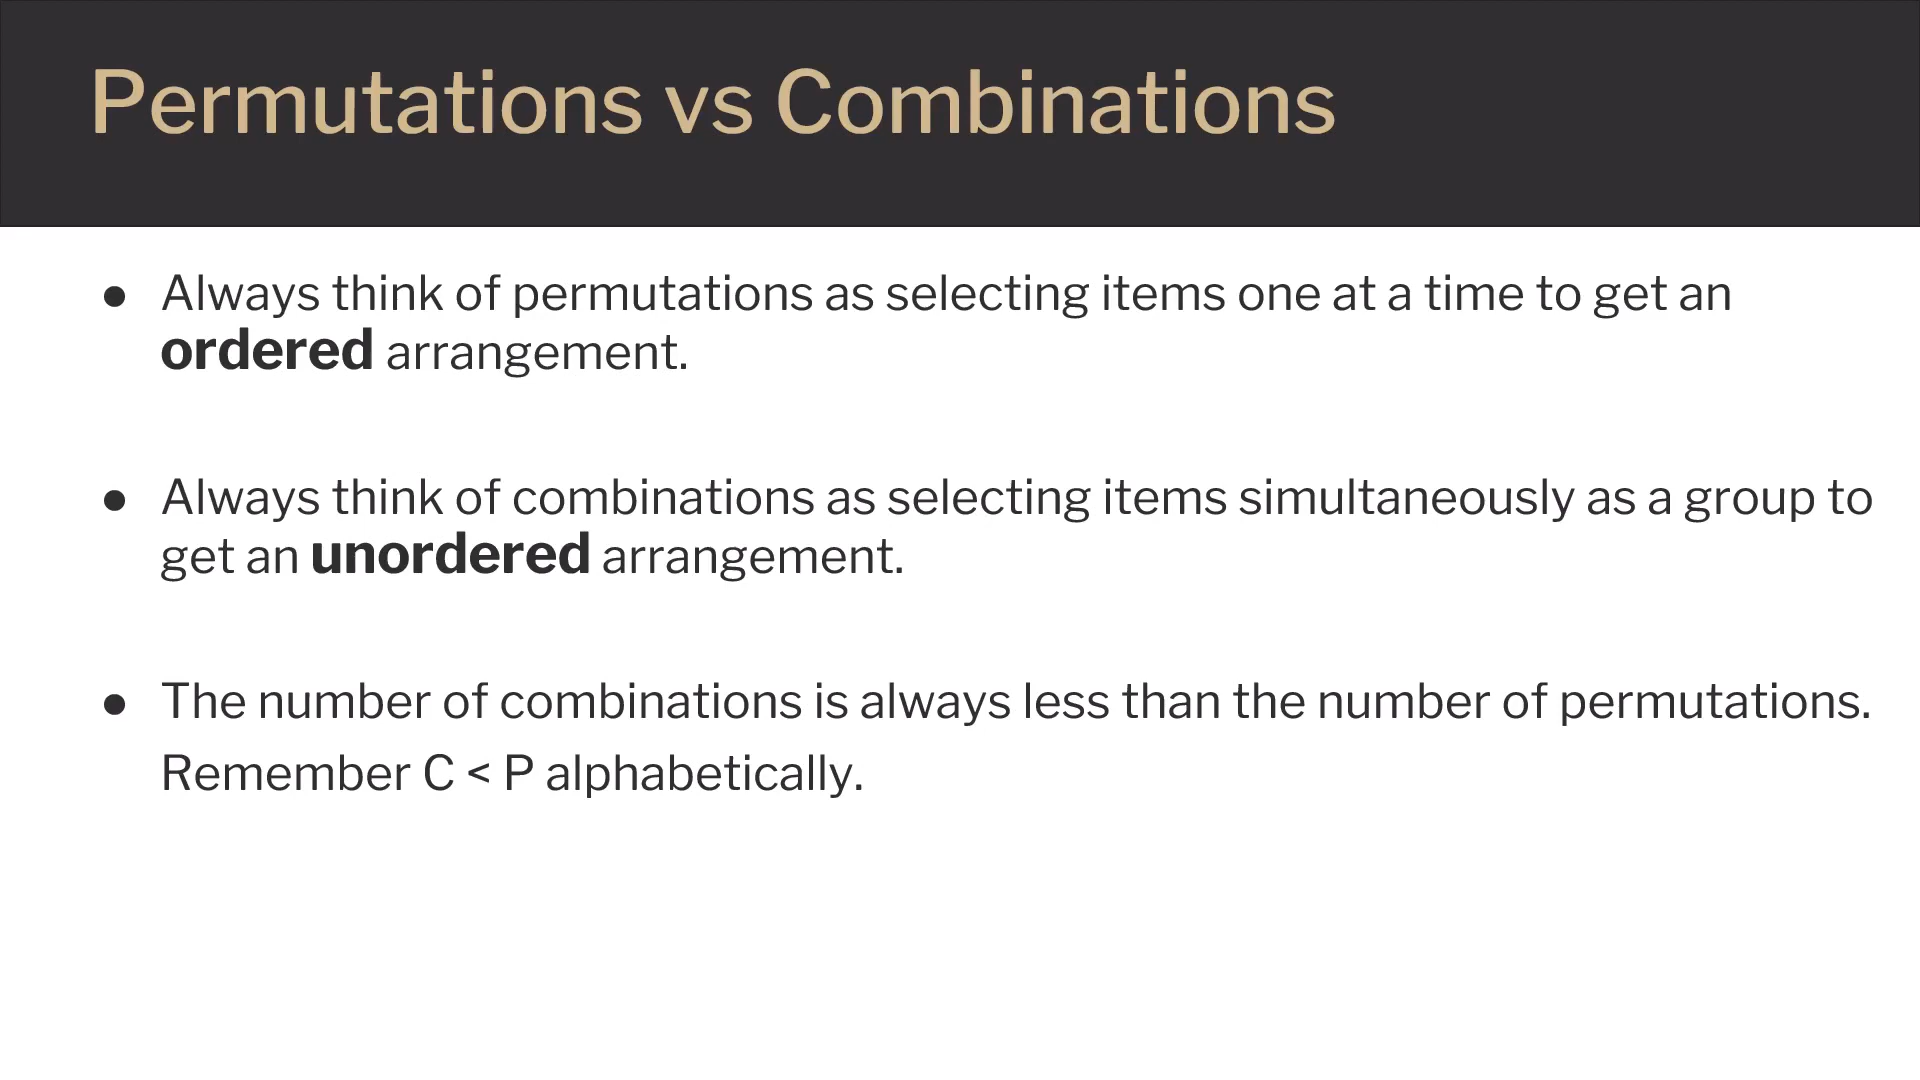 Permutations vs Combinations
● Always think of permutations as selecting items one at a time to get an
ordered arrangement.
● Always think of combinations as selecting items simultaneously as a group to
get an unordered arrangement.
● The number of combinations is always less than the number of permutations.
Remember C < P alphabetically.